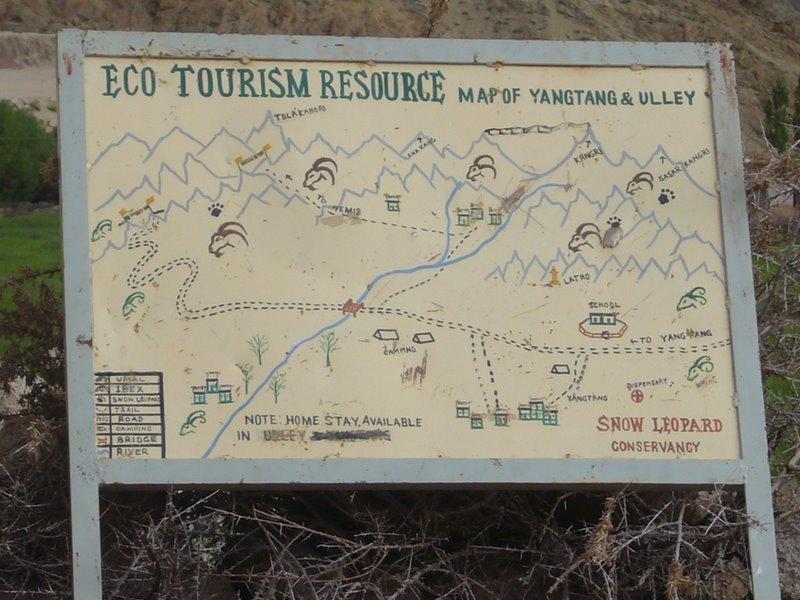 ECO TOURISM RESOURCE MAP OF YANGTANG & ULLEY
KANGRI
SASAR KANGRI
TO HEMIS
LATHO
SCHOOL
← TO YANGTANG
CAMPING
YANGTANG
DISPENSARY
URIAL
IBEX
SNOW LEOPARD
TRAIL
ROAD
CAMPING
BRIDGE
RIVER
NOTE: HOME STAY AVAILABLE
IN ULLEY
SNOW LEOPARD
CONSERVANCY